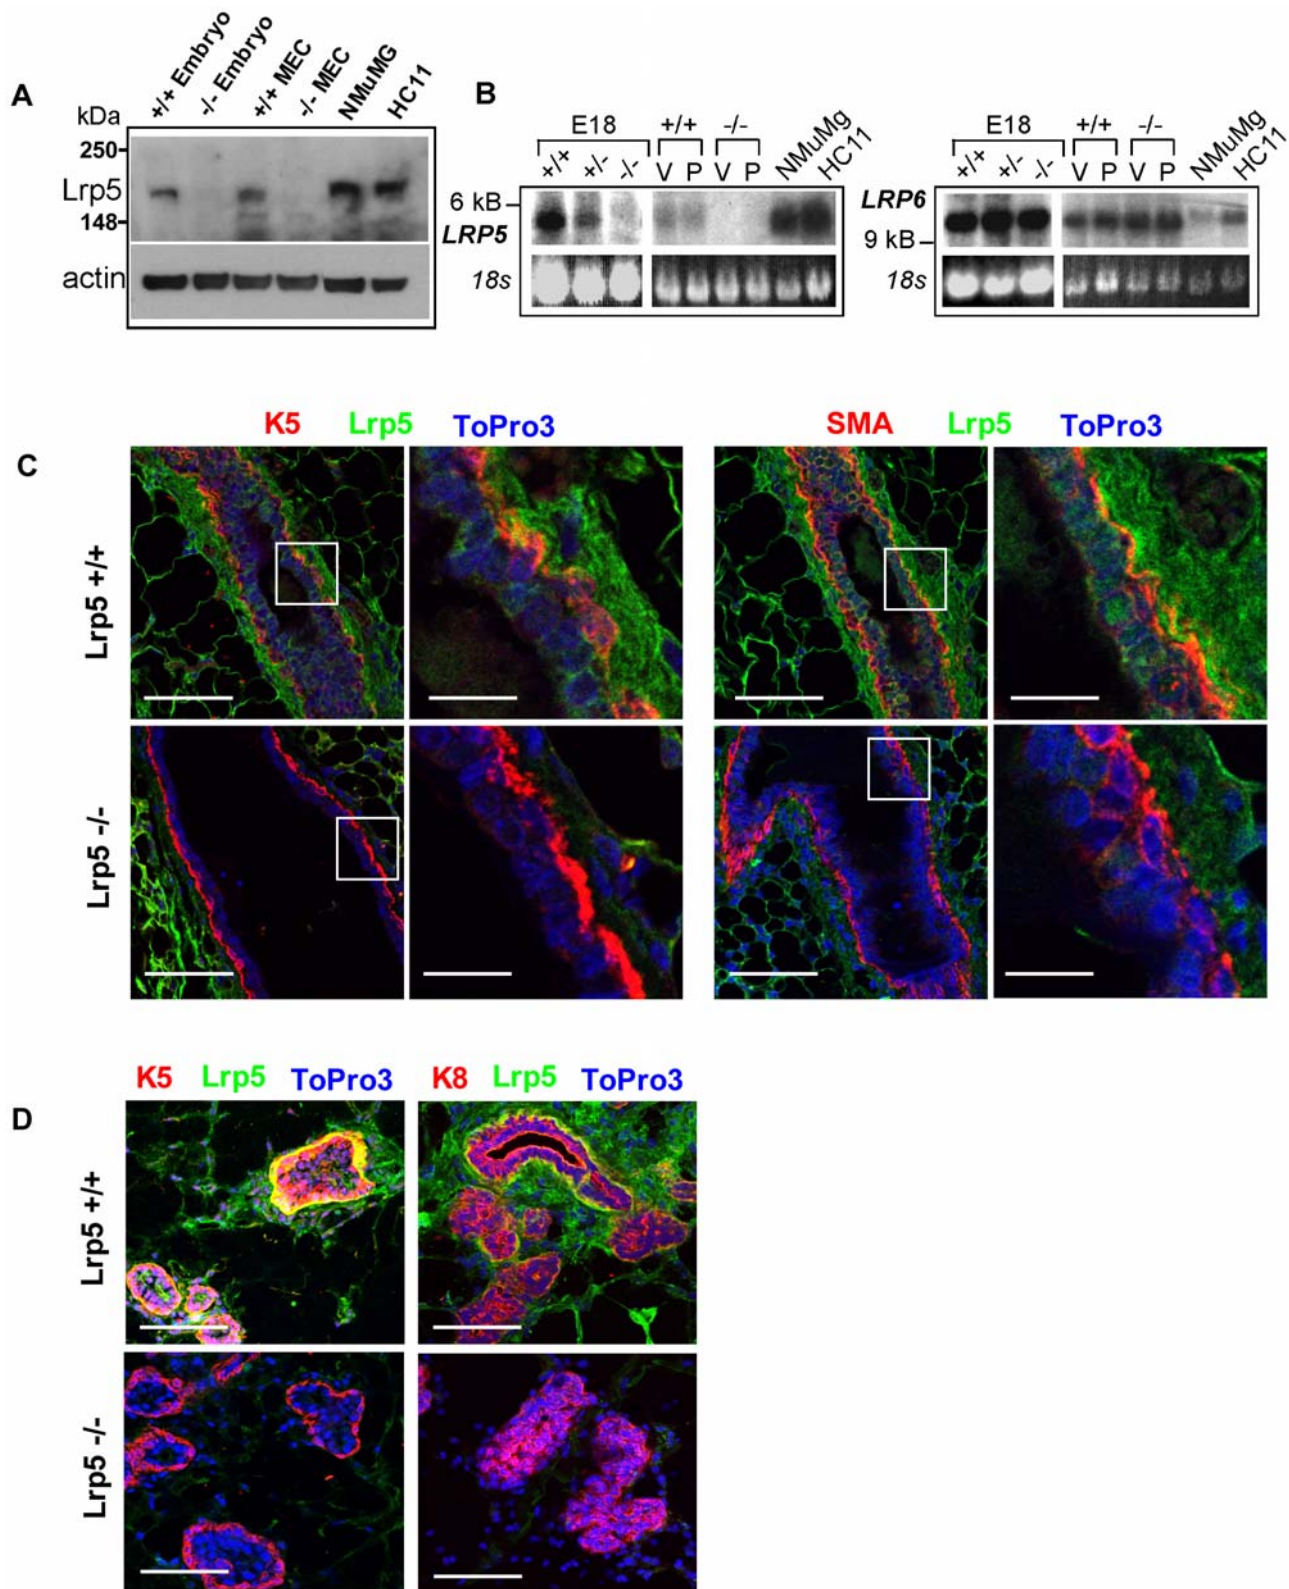 A
kDa
+/+ Embryo
-/- Embryo
+/+ MEC
-/- MEC
NMuMG
HC11
250
Lrp5
148
actin
B
E18 +/+ -/- NMuMg HC11
+/+ +/- -/- V P V P
6 kB
LRP5
18s
E18 +/+ -/- NMuMg HC11
+/+ +/- -/- V P V P
LRP6
9 kB
18s
C
K5 Lrp5 ToPro3
SMA Lrp5 ToPro3
Lrp5 +/+
Lrp5 -/-
D
K5 Lrp5 ToPro3
K8 Lrp5 ToPro3
Lrp5 +/+
Lrp5 -/-